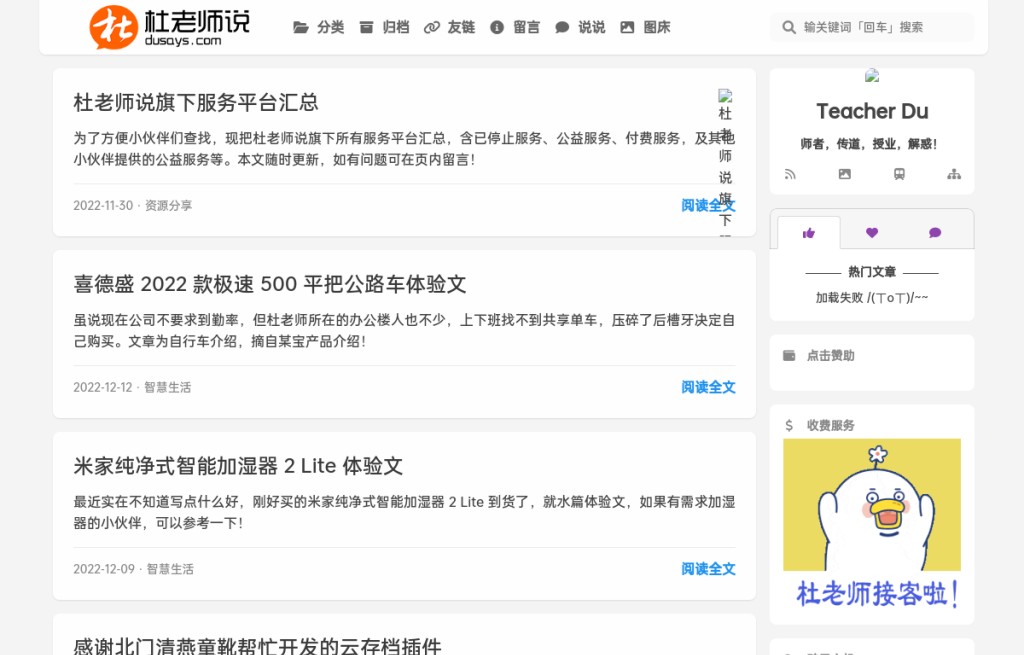 杜老师说
dusays.com
分类 归档 友链 留言 说说 图床
输关键词「回车」搜索
杜老师说旗下服务平台汇总
为了方便小伙伴们查找，现把杜老师说旗下所有服务平台汇总，含已停止服务、公益服务、付费服务，及其他
小伙伴提供的公益服务等。本文随时更新，如有问题可在页内留言！
2022-11-30 · 资源分享
阅读全文
杜
老
师
说
旗
下
喜德盛 2022 款极速 500 平把公路车体验文
虽说现在公司不要求到勤率，但杜老师所在的办公楼人也不少，上下班找不到共享单车，压碎了后槽牙决定自
己购买。文章为自行车介绍，摘自某宝产品介绍！
2022-12-12 · 智慧生活
阅读全文
米家纯净式智能加湿器 2 Lite 体验文
最近实在不知道写点什么好，刚好买的米家纯净式智能加湿器 2 Lite 到货了，就水篇体验文，如果有需求加湿
器的小伙伴，可以参考一下！
2022-12-09 · 智慧生活
阅读全文
感谢北门清燕童靴帮忙开发的云存档插件
Teacher Du
师者，传道，授业，解惑！
热门文章
加载失败 /(ㄒoㄒ)/~~
点击赞助
收费服务
杜老师接客啦！